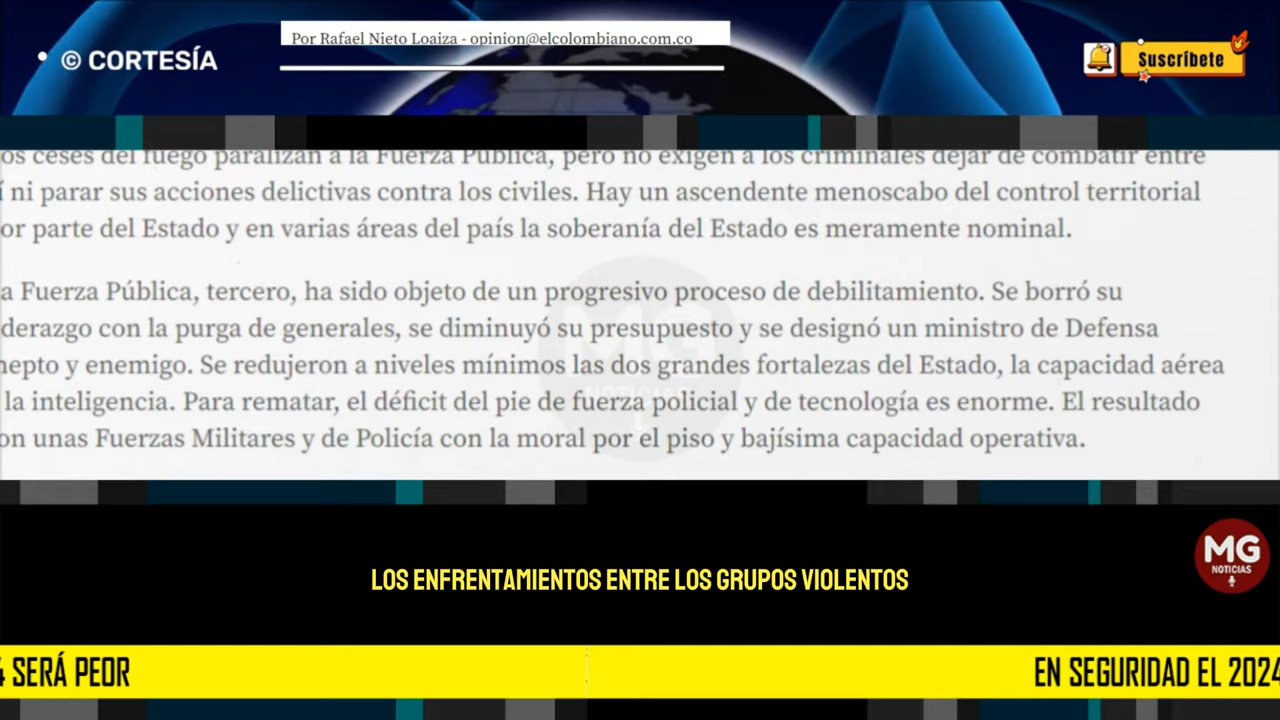 © CORTESÍA
Por Rafael Nieto Loaiza - opinion@elcolombiano.com.co
Suscríbete
os ceses del fuego paralizan a la Fuerza Pública, pero no exigen a los criminales dejar de combatir entre
í ni parar sus acciones delictivas contra los civiles. Hay un ascendente menoscabo del control territorial
or parte del Estado y en varias áreas del país la soberanía del Estado es meramente nominal.
a Fuerza Pública, tercero, ha sido objeto de un progresivo proceso de debilitamiento. Se borró su
derazgo con la purga de generales, se diminuyó su presupuesto y se designó un ministro de Defensa
nepto y enemigo. Se redujeron a niveles mínimos las dos grandes fortalezas del Estado, la capacidad aérea
la inteligencia. Para rematar, el déficit del pie de fuerza policial y de tecnología es enorme. El resultado
on unas Fuerzas Militares y de Policía con la moral por el piso y bajísima capacidad operativa.
MG
NOTICIAS
LOS ENFRENTAMIENTOS ENTRE LOS GRUPOS VIOLENTOS
MG
NOTICIAS
4 SERÁ PEOR
EN SEGURIDAD EL 2024